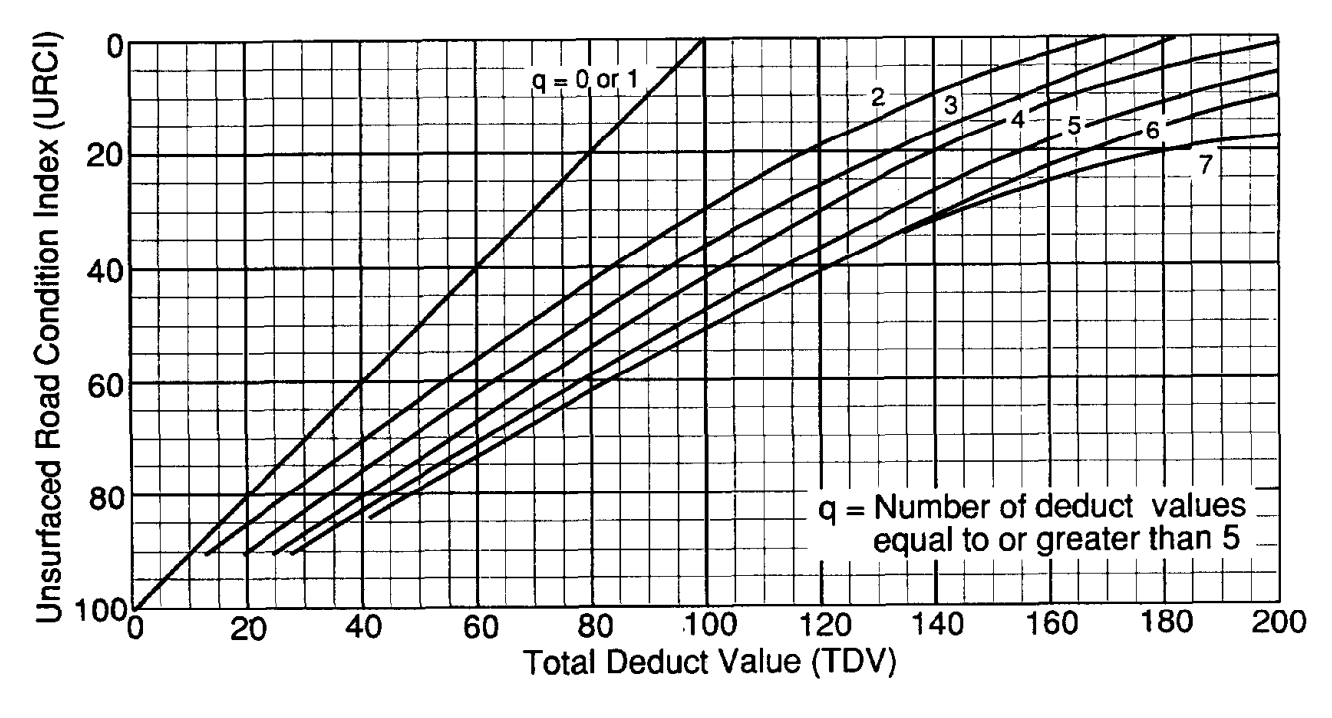 Unsurfaced Road Condition Index (URCI)
0
20
40
60
80
100
q = 0 or 1
2
3
4
5
6
7
q = Number of deduct values
equal to or greater than 5
0 20 40 60 80 100 120 140 160 180 200
Total Deduct Value (TDV)